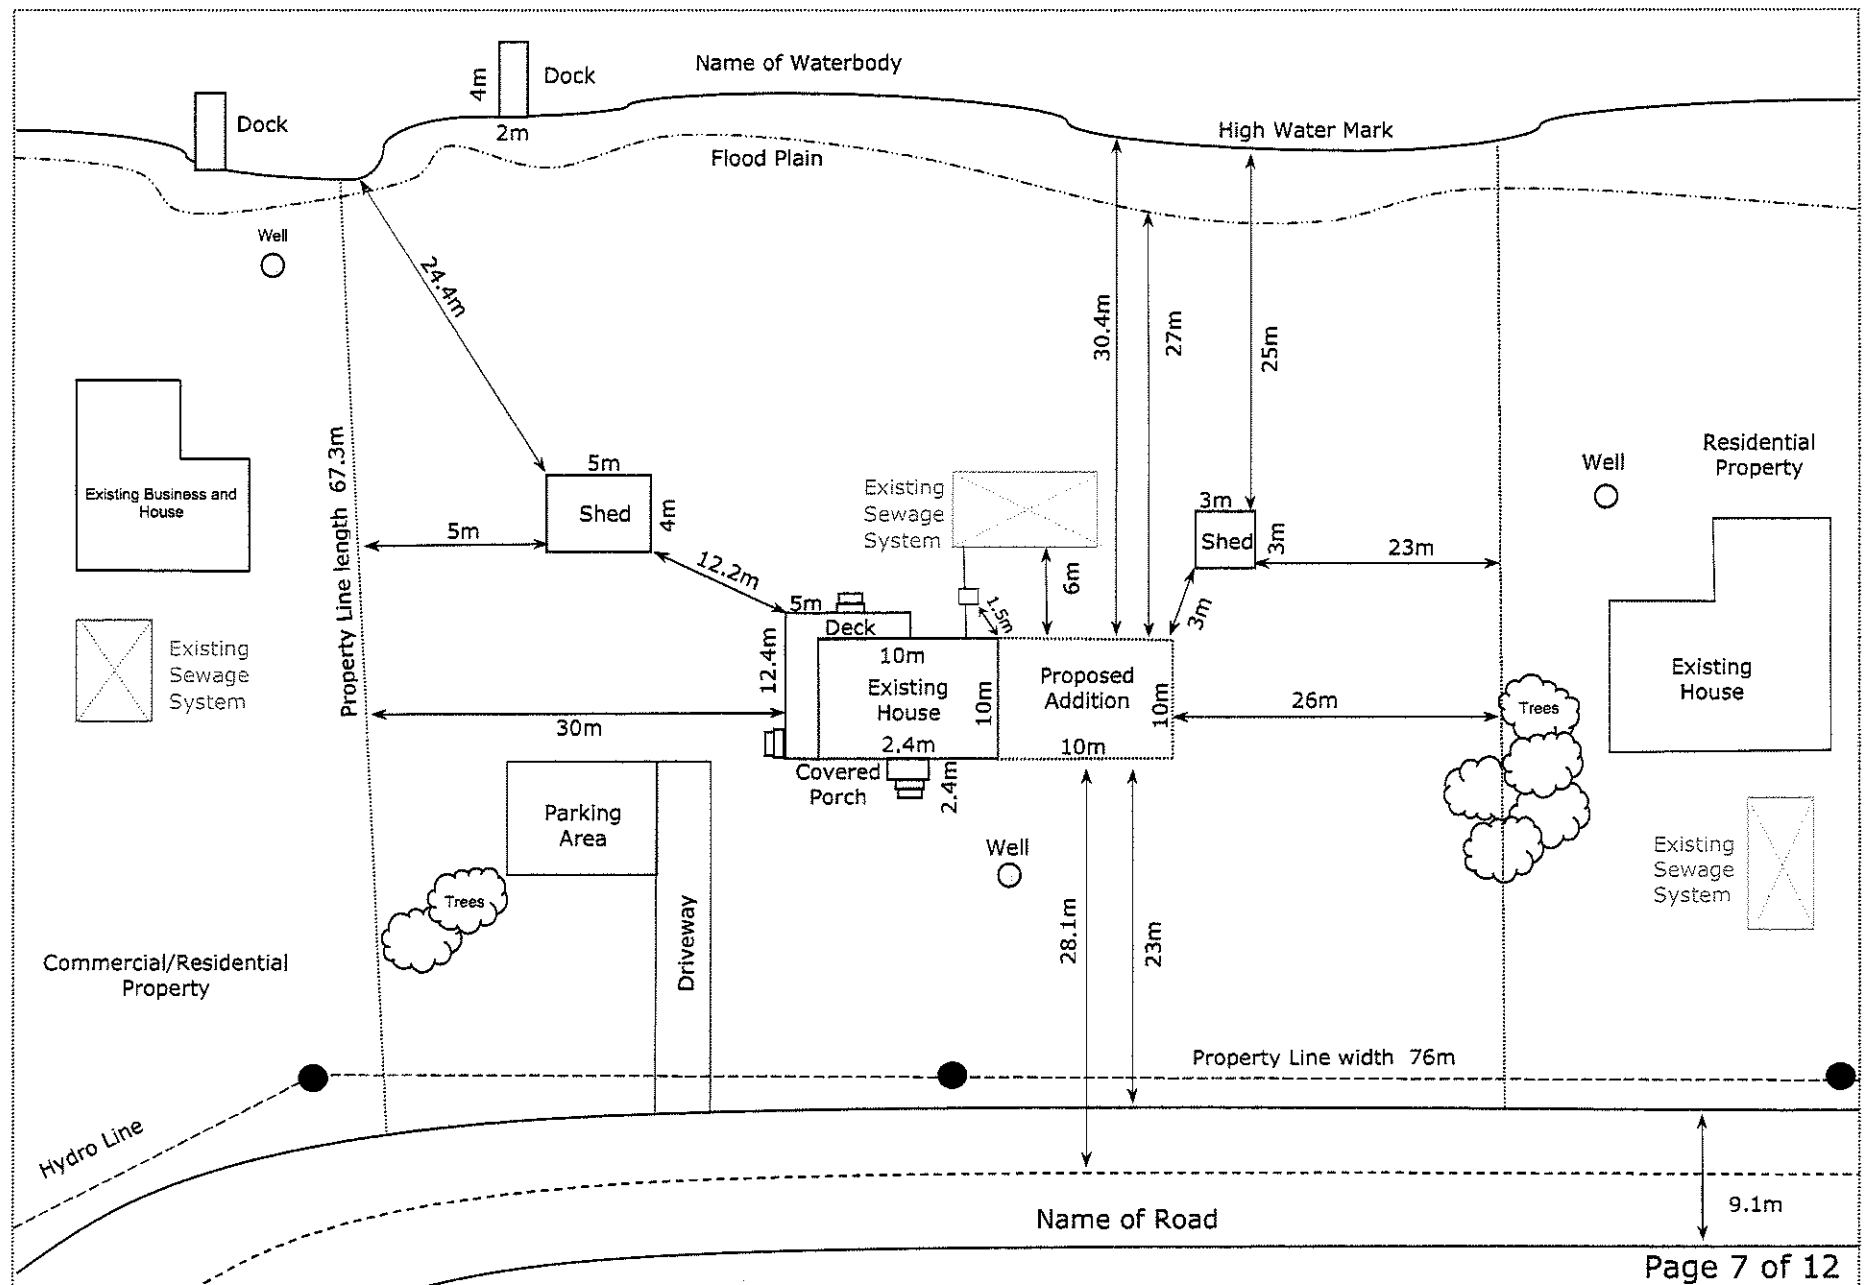 Name of Waterbody
Dock
4m
2m
Dock
High Water Mark
Flood Plain
Well
24.4m
30.4m
27m
25m
Property Line length 67.3m
Existing Business and
House
5m
Shed
4m
5m
12.2m
Existing
Sewage
System
6m
1.5m
3m
Shed
3m
3m
23m
Well
Residential
Property
Existing
Sewage
System
5m
Deck
12.4m
10m
Existing
House
10m
2.4m
Proposed
Addition
10m
10m
26m
Trees
Existing
House
30m
Covered
Porch
2.4m
Parking
Area
Well
Trees
Driveway
28.1m
23m
Existing
Sewage
System
Commercial/Residential
Property
Property Line width 76m
Hydro Line
Name of Road
9.1m
Page 7 of 12